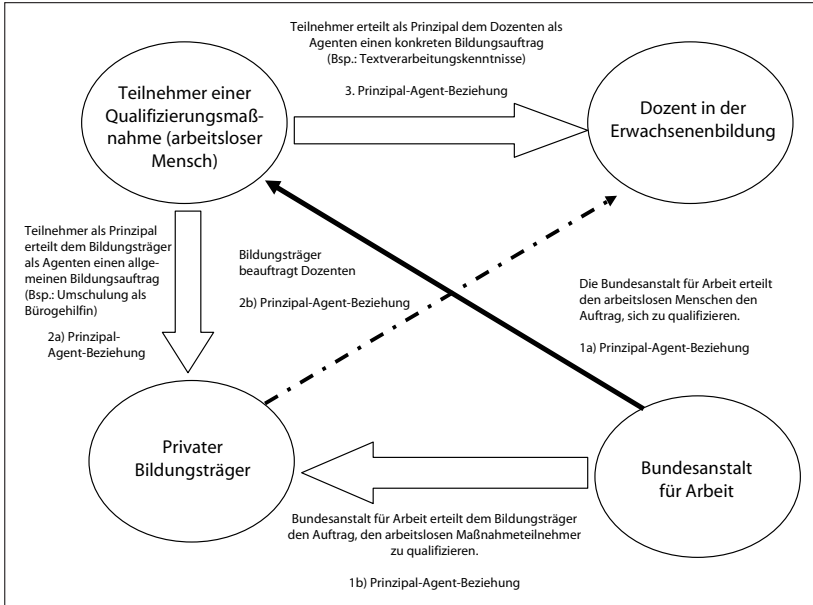 Teilnehmer erteilt als Prinzipal dem Dozenten als
Agenten einen konkreten Bildungsauftrag
(Bsp.: Textverarbeitungskenntnisse)
3. Prinzipal-Agent-Beziehung
Teilnehmer einer
Qualifizierungsmaß-
nahme (arbeitsloser
Mensch)
Dozent in der
Erwachsenenbildung
Teilnehmer als Prinzipal
erteilt dem Bildungsträger
als Agenten einen allge-
meinen Bildungsauftrag
(Bsp.: Umschulung als
Bürogehilfin)
2a) Prinzipal-
Agent-Beziehung
Bildungsträger
beauftragt Dozenten
2b) Prinzipal-Agent-Beziehung
Die Bundesanstalt für Arbeit erteilt
den arbeitslosen Menschen den
Auftrag, sich zu qualifizieren.
1a) Prinzipal-Agent-Beziehung
Privater
Bildungsträger
Bundesanstalt
für Arbeit
Bundesanstalt für Arbeit erteilt dem Bildungsträger
den Auftrag, den arbeitslosen Maßnahmeteilnehmer
zu qualifizieren.
1b) Prinzipal-Agent-Beziehung